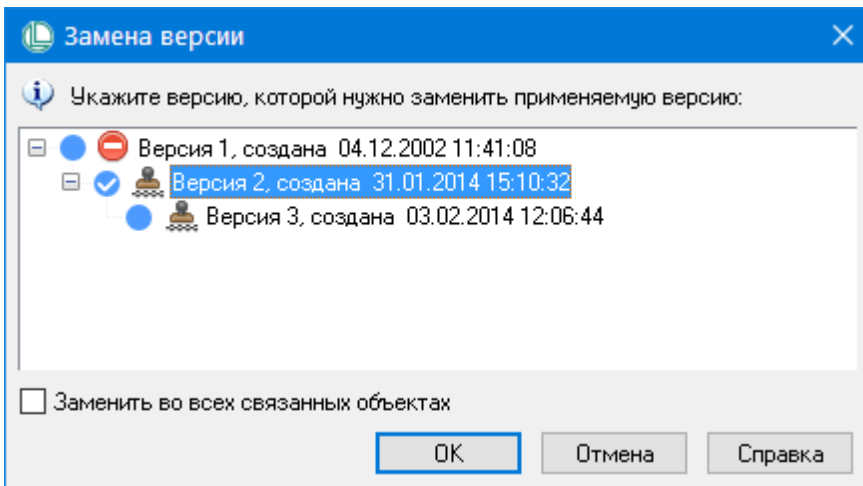 Замена версии
Укажите версию, которой нужно заменить применяемую версию:
Версия 1, создана 04.12.2002 11:41:08
Версия 2, создана 31.01.2014 15:10:32
Версия 3, создана 03.02.2014 12:06:44
Заменить во всех связанных объектах
OK Отмена Справка